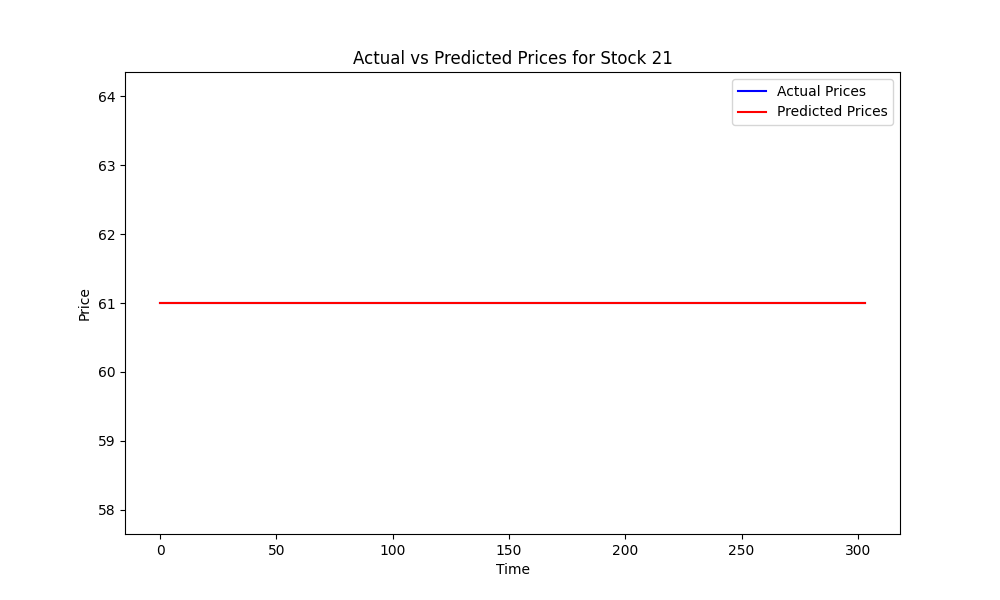 Actual vs Predicted Prices for Stock 21
Actual Prices
Predicted Prices
64
63
62
61
60
59
58
Price
0 50 100 150 200 250 300
Time